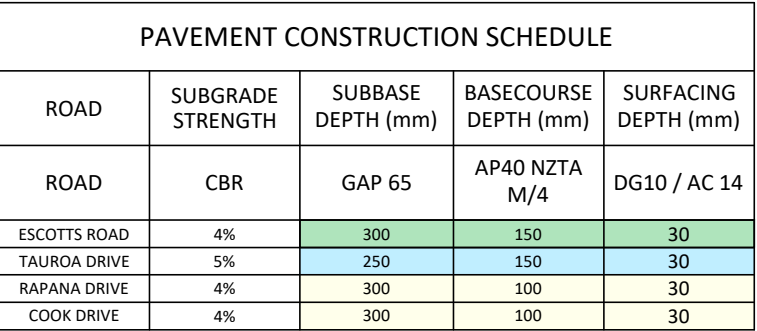 PAVEMENT CONSTRUCTION SCHEDULE
ROAD SUBGRADE STRENGTH SUBBASE DEPTH (mm) BASECOURSE DEPTH (mm) SURFACING DEPTH (mm)
ROAD CBR GAP 65 AP40 NZTA M/4 DG10 / AC 14
ESCOTTS ROAD 4% 300 150 30
TAUROA DRIVE 5% 250 150 30
RAPANA DRIVE 4% 300 100 30
COOK DRIVE 4% 300 100 30